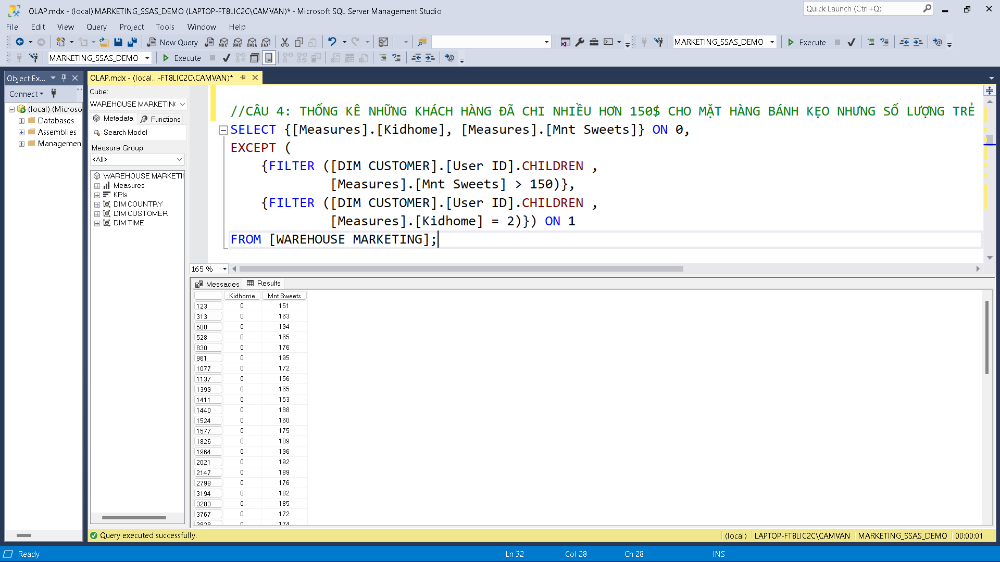 OLAP.mdx - (local).MARKETING_SSAS_DEMO (LAPTOP-FT8LIC2C\CAMVAN)* - Microsoft SQL Server Management Studio
Quick Launch (Ctrl+Q)
File Edit View Query Project Tools Window Help
New Query
MDX DMX XMLA DAX
MARKETING_SSAS_DEMO
Execute
MARKETING_SSAS_DEMO
Execute
Object Ex...
Connect
(local) (Microso
Databases
Assemblies
Managemen
OLAP.mdx - (local...-FT8LIC2C\CAMVAN)*
Cube:
WAREHOUSE MARKETING
Metadata
Functions
Search Model
Measure Group:
<All>
WAREHOUSE MARKETI
Measures
KPIs
DIM COUNTRY
DIM CUSTOMER
DIM TIME
//CÂU 4: THỐNG KÊ NHỮNG KHÁCH HÀNG ĐÃ CHI NHIỀU HƠN 150$ CHO MẶT HÀNG BÁNH KẸO NHƯNG SỐ LƯỢNG TRẺ
SELECT {[Measures].[Kidhome], [Measures].[Mnt Sweets]} ON 0,
EXCEPT (
{FILTER ([DIM CUSTOMER].[User ID].CHILDREN ,
[Measures].[Mnt Sweets] > 150)},
{FILTER ([DIM CUSTOMER].[User ID].CHILDREN ,
[Measures].[Kidhome] = 2)}) ON 1
FROM [WAREHOUSE MARKETING];
165 %
Messages
Results
Kidhome Mnt Sweets
123 0 151
313 0 163
500 0 194
528 0 165
830 0 176
961 0 195
1077 0 172
1137 0 156
1399 0 165
1411 0 153
1440 0 188
1524 0 160
1577 0 175
1826 0 189
1964 0 196
2021 0 192
2147 0 189
2798 0 176
3194 0 182
3283 0 185
3767 0 172
3828 0 174
Query executed successfully.
(local) LAPTOP-FT8LIC2C\CAMVAN MARKETING_SSAS_DEMO 00:00:01
Ready
Ln 32 Col 28 Ch 28 INS